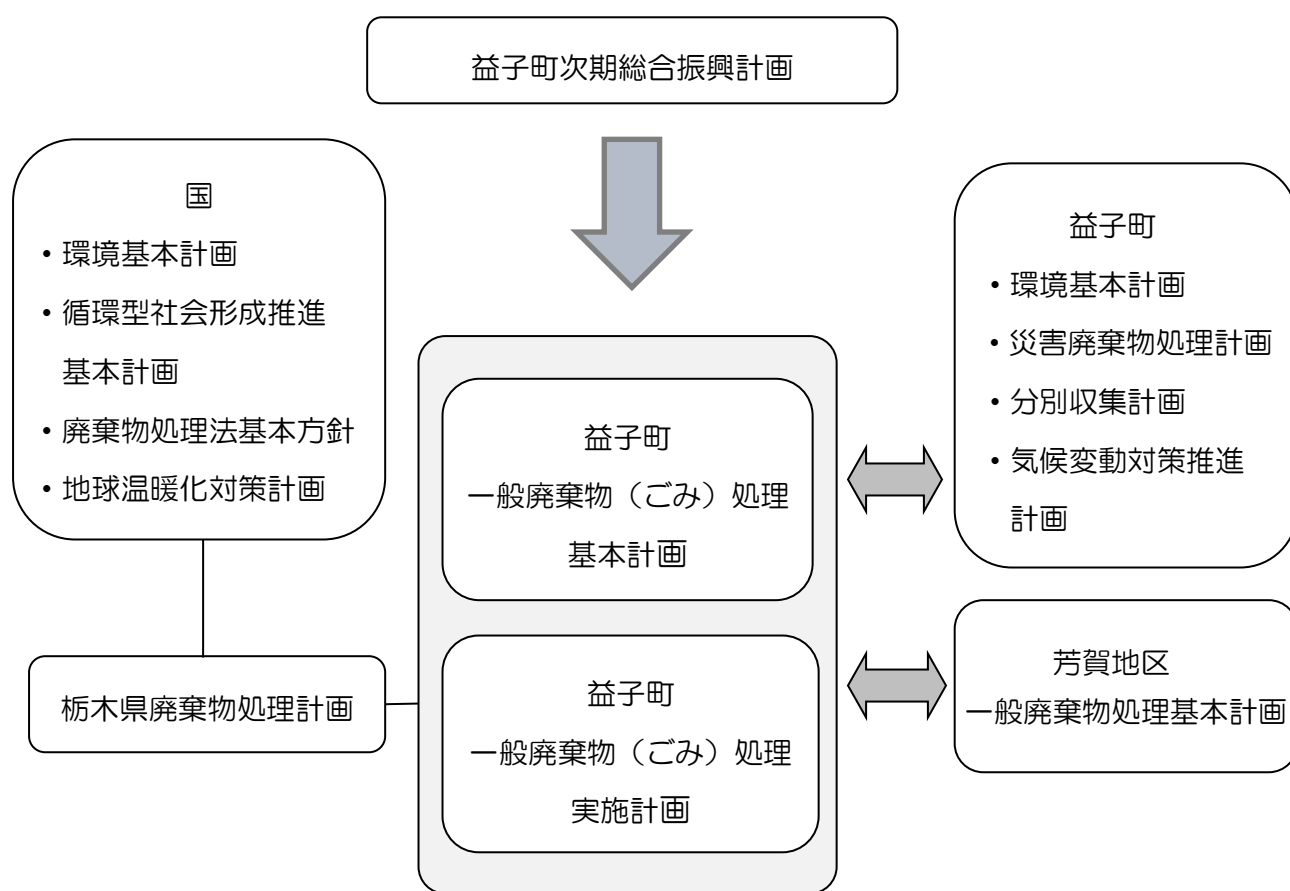 益子町次期総合振興計画
国
・環境基本計画
・循環型社会形成推進
基本計画
・廃棄物処理法基本方針
・地球温暖化対策計画
栃木県廃棄物処理計画
益子町
一般廃棄物（ごみ）処理
基本計画
益子町
一般廃棄物（ごみ）処理
実施計画
益子町
・環境基本計画
・災害廃棄物処理計画
・分別収集計画
・気候変動対策推進
計画
芳賀地区
一般廃棄物処理基本計画